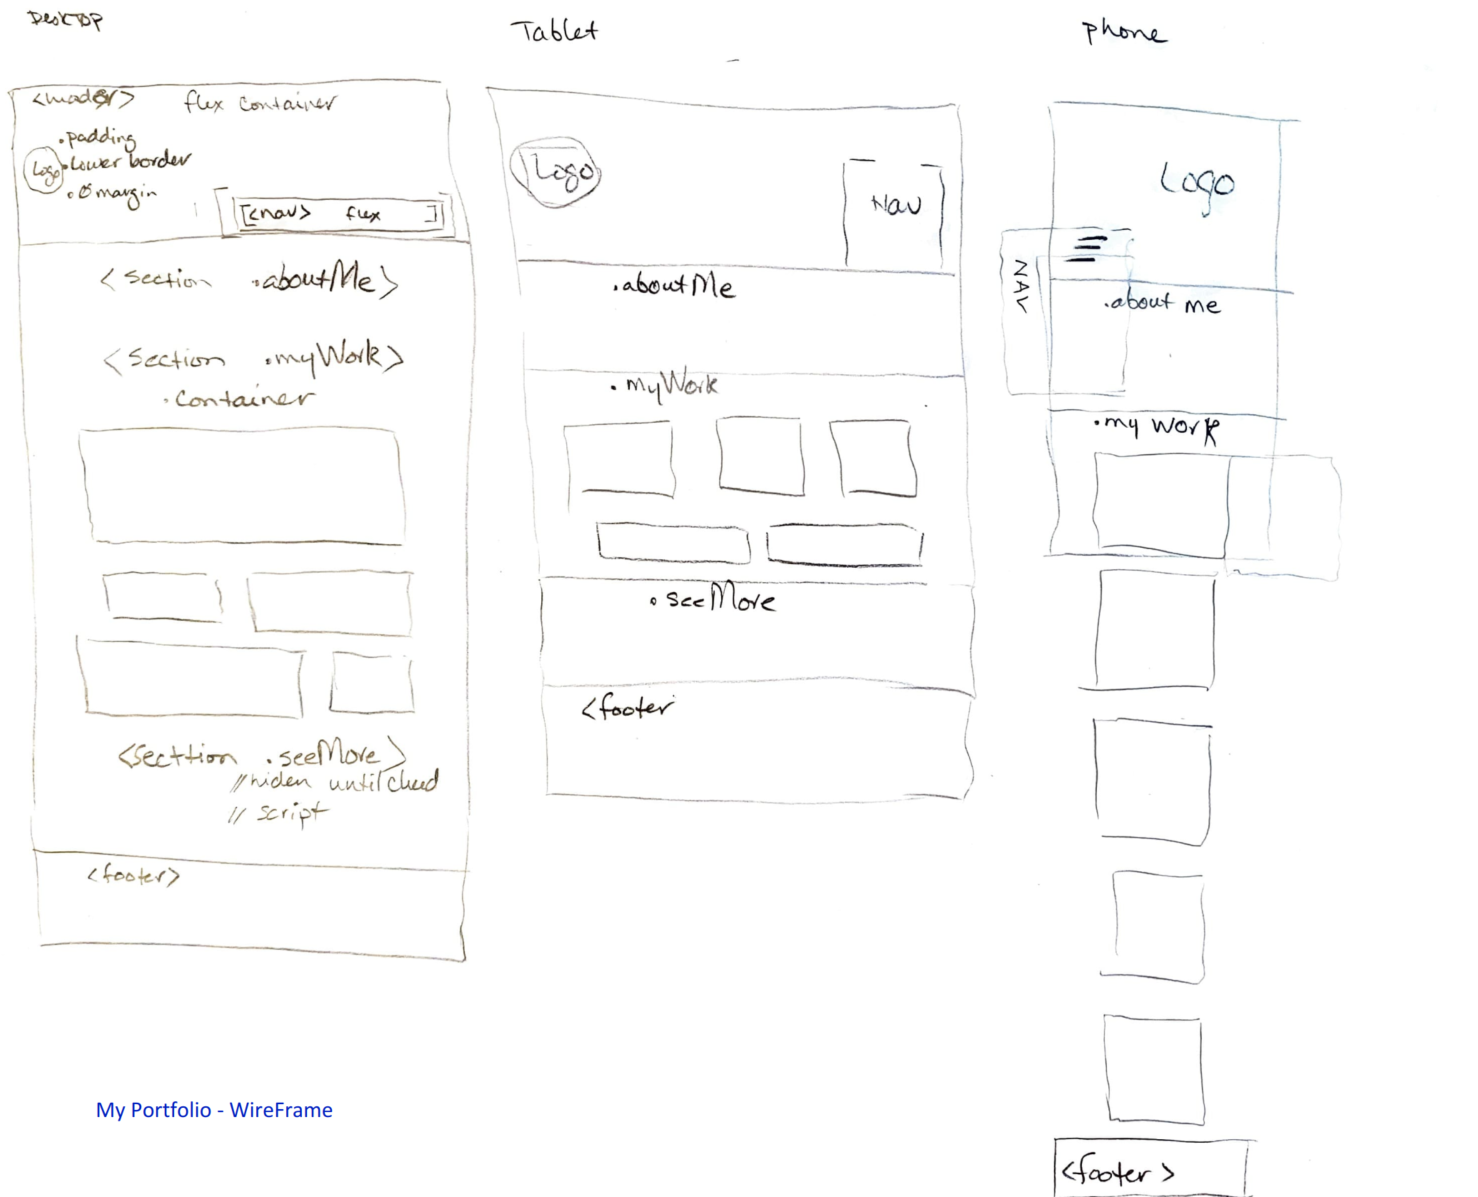 DesKTOP
<header> flex container
.padding
Logo
.Lower border
.0 margin
[<nav> flex ]
<section .aboutMe>
<section .myWork>
.container
<secttion .seeMore>
//hiden until
// script
<footer>
Tablet
Logo
Nav
.aboutMe
.myWork
.seeMore
<footer
phone
Logo
NAV
.about me
.my work
<footer>
My Portfolio - WireFrame